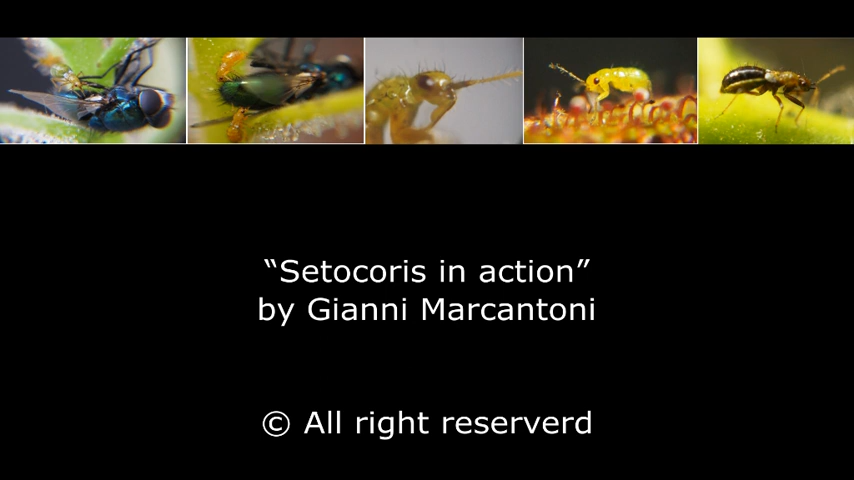 “Setocoris in action”
by Gianni Marcantoni
© All right reserverd